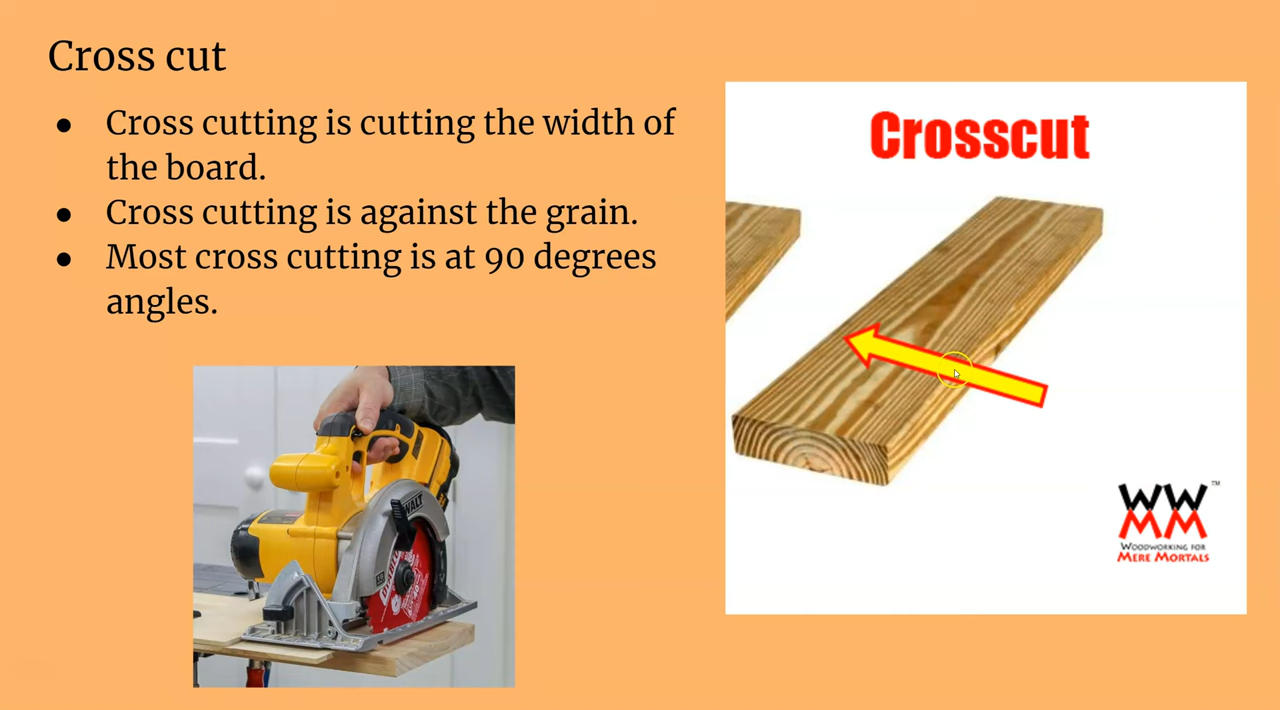 Cross cut
● Cross cutting is cutting the width of
the board.
● Cross cutting is against the grain.
● Most cross cutting is at 90 degrees
angles.
Crosscut
WW
MM
™
WOODWORKING FOR
MERE MORTALS